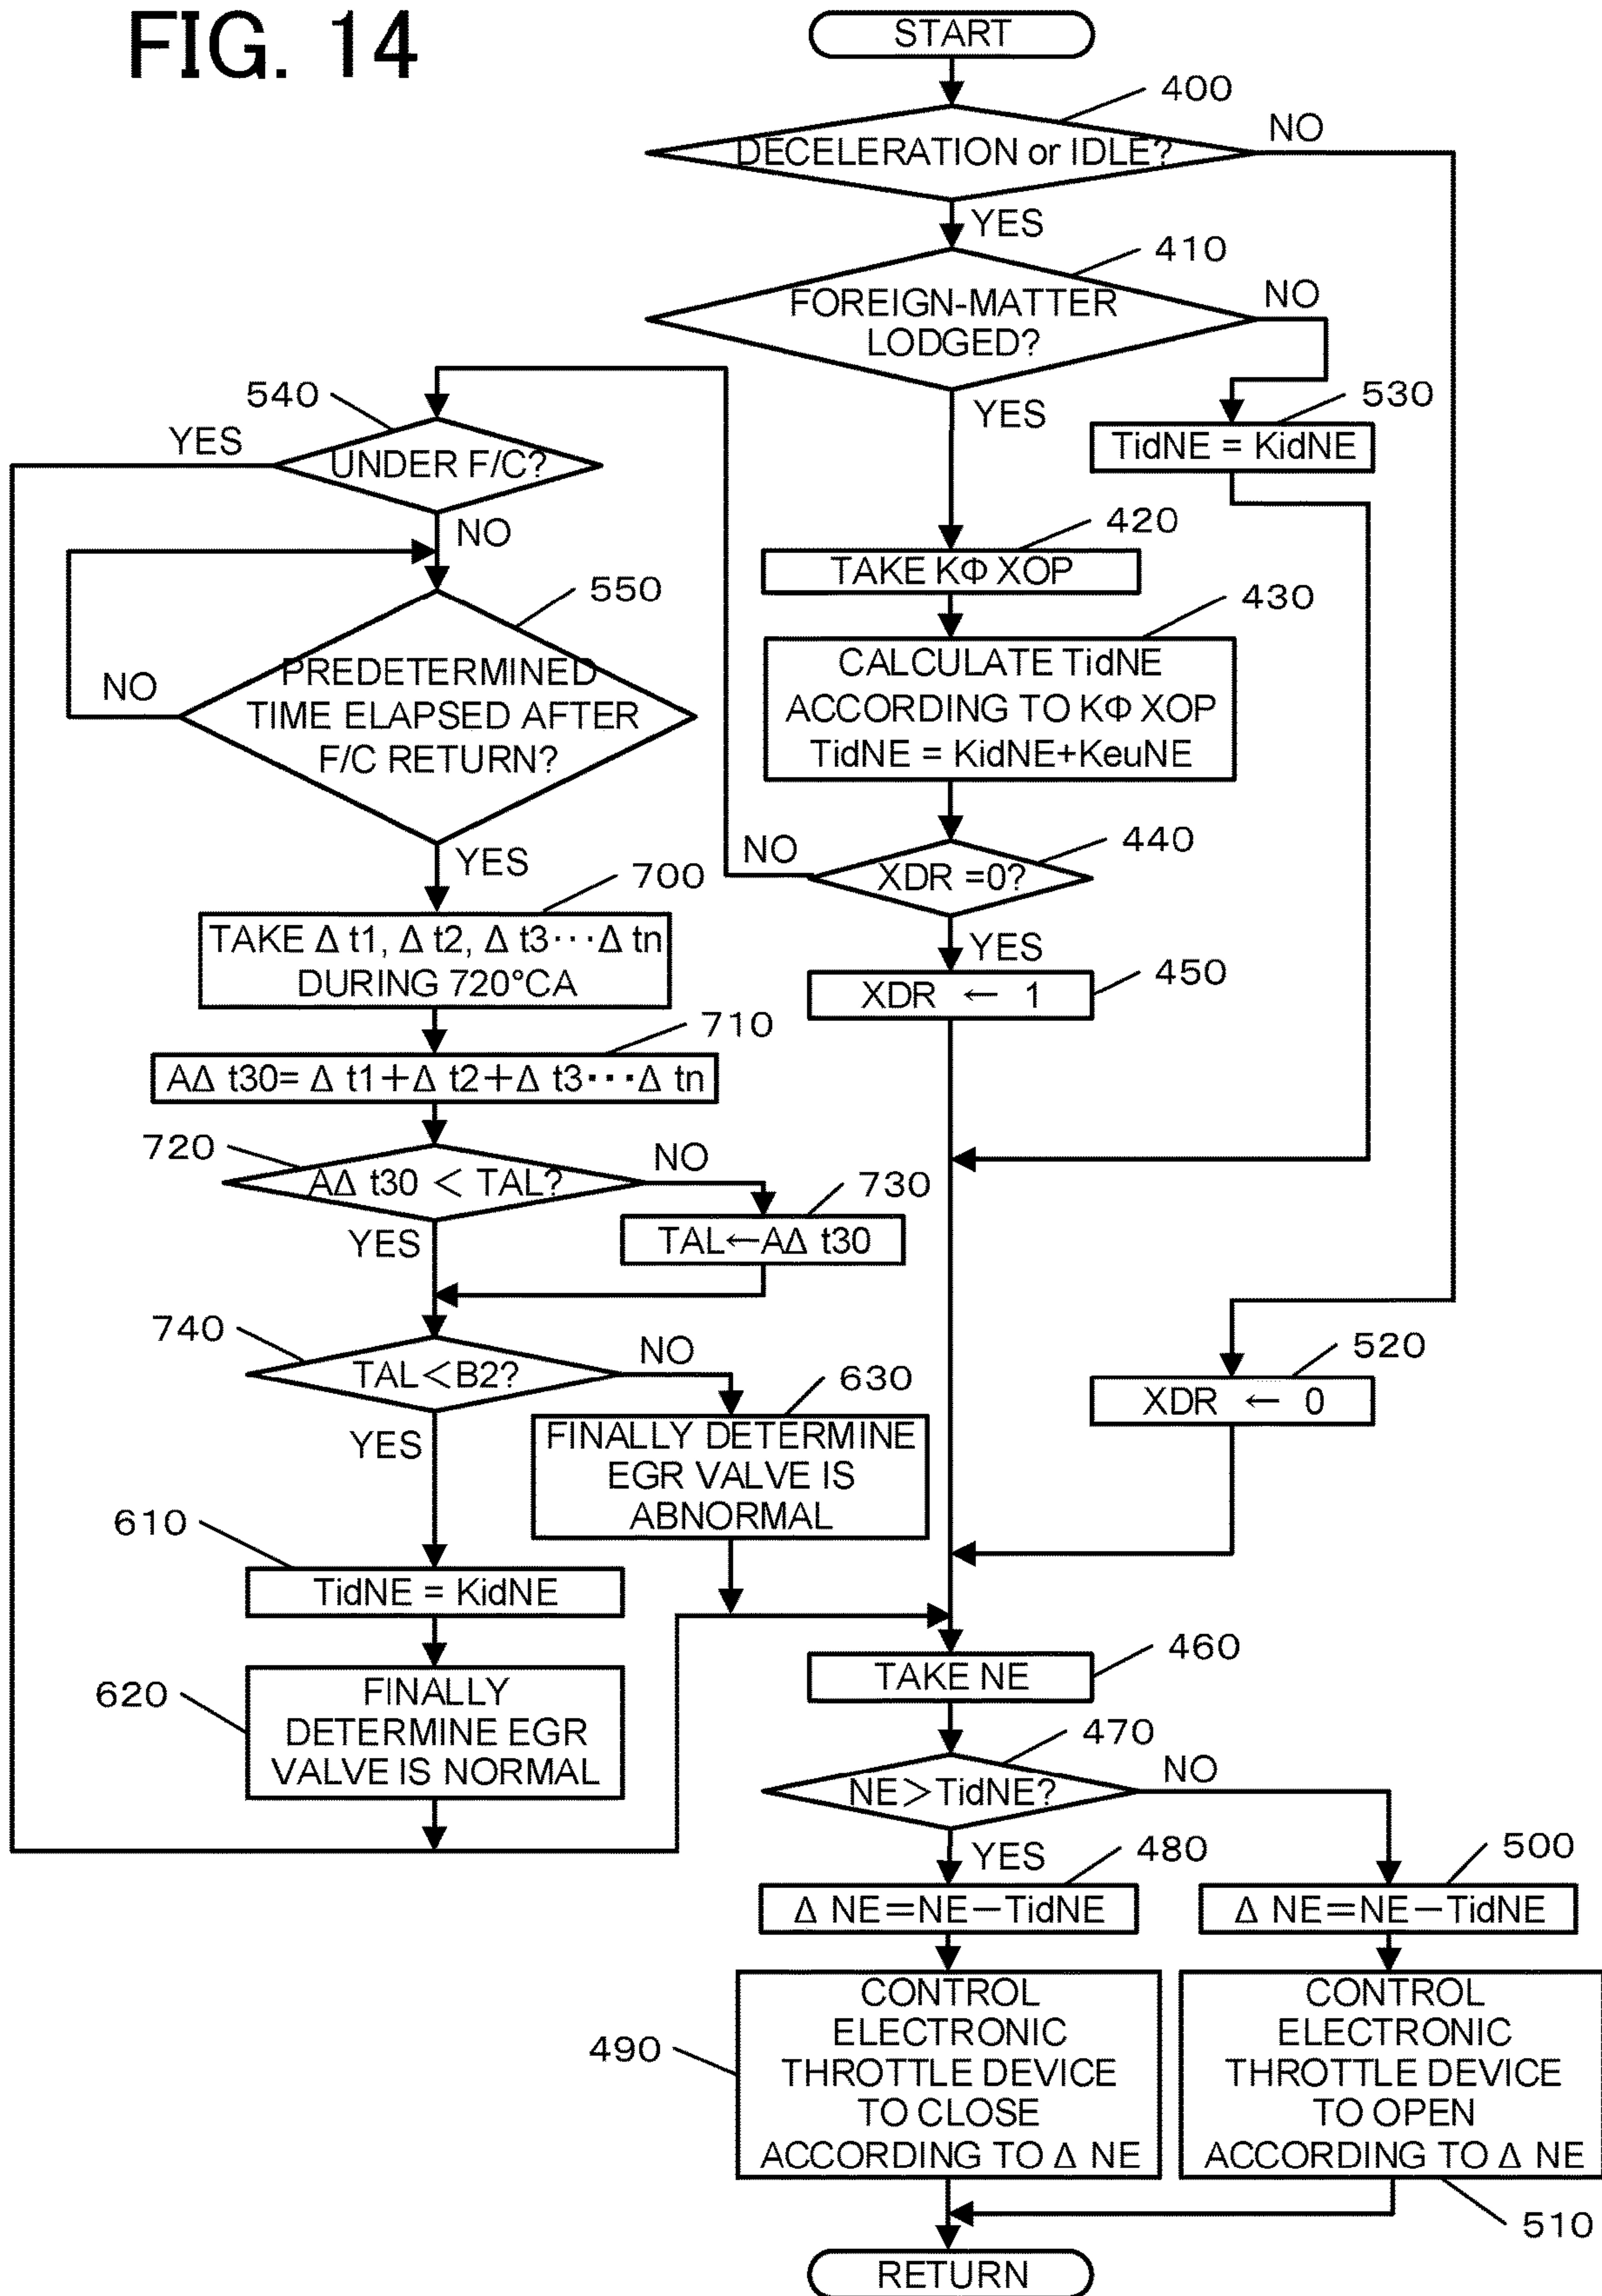 FIG. 14
START
400
DECELERATION or IDLE?
NO
YES
410
FOREIGN-MATTER
LODGED?
NO
YES
530
TidNE = KidNE
420
TAKE KΦ XOP
430
CALCULATE TidNE
ACCORDING TO KΦ XOP
TidNE = KidNE+KeuNE
440
XDR =0?
NO
YES
450
XDR ← 1
540
YES
UNDER F/C?
NO
550
PREDETERMINED
TIME ELAPSED AFTER
F/C RETURN?
NO
YES
700
TAKE Δ t1, Δ t2, Δ t3⋯Δ tn
DURING 720°CA
710
AΔ t30= Δ t1+Δ t2+Δ t3⋯Δ tn
720
AΔ t30 < TAL?
NO
YES
730
TAL←AΔ t30
740
TAL<B2?
NO
YES
630
FINALLY DETERMINE
EGR VALVE IS
ABNORMAL
610
TidNE = KidNE
620
FINALLY
DETERMINE EGR
VALVE IS NORMAL
520
XDR ← 0
460
TAKE NE
470
NE>TidNE?
NO
YES
480
Δ NE=NE−TidNE
500
Δ NE=NE−TidNE
490
CONTROL
ELECTRONIC
THROTTLE DEVICE
TO CLOSE
ACCORDING TO Δ NE
CONTROL
ELECTRONIC
THROTTLE DEVICE
TO OPEN
ACCORDING TO Δ NE
510
RETURN